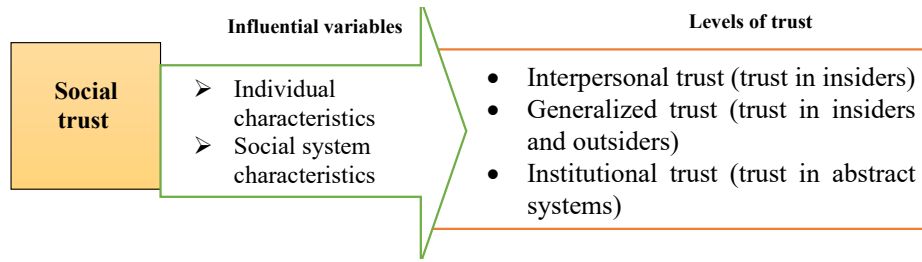 Influential variables
Levels of trust
Social
trust
➢ Individual
characteristics
➢ Social system
characteristics
• Interpersonal trust (trust in insiders)
• Generalized trust (trust in insiders
and outsiders)
• Institutional trust (trust in abstract
systems)